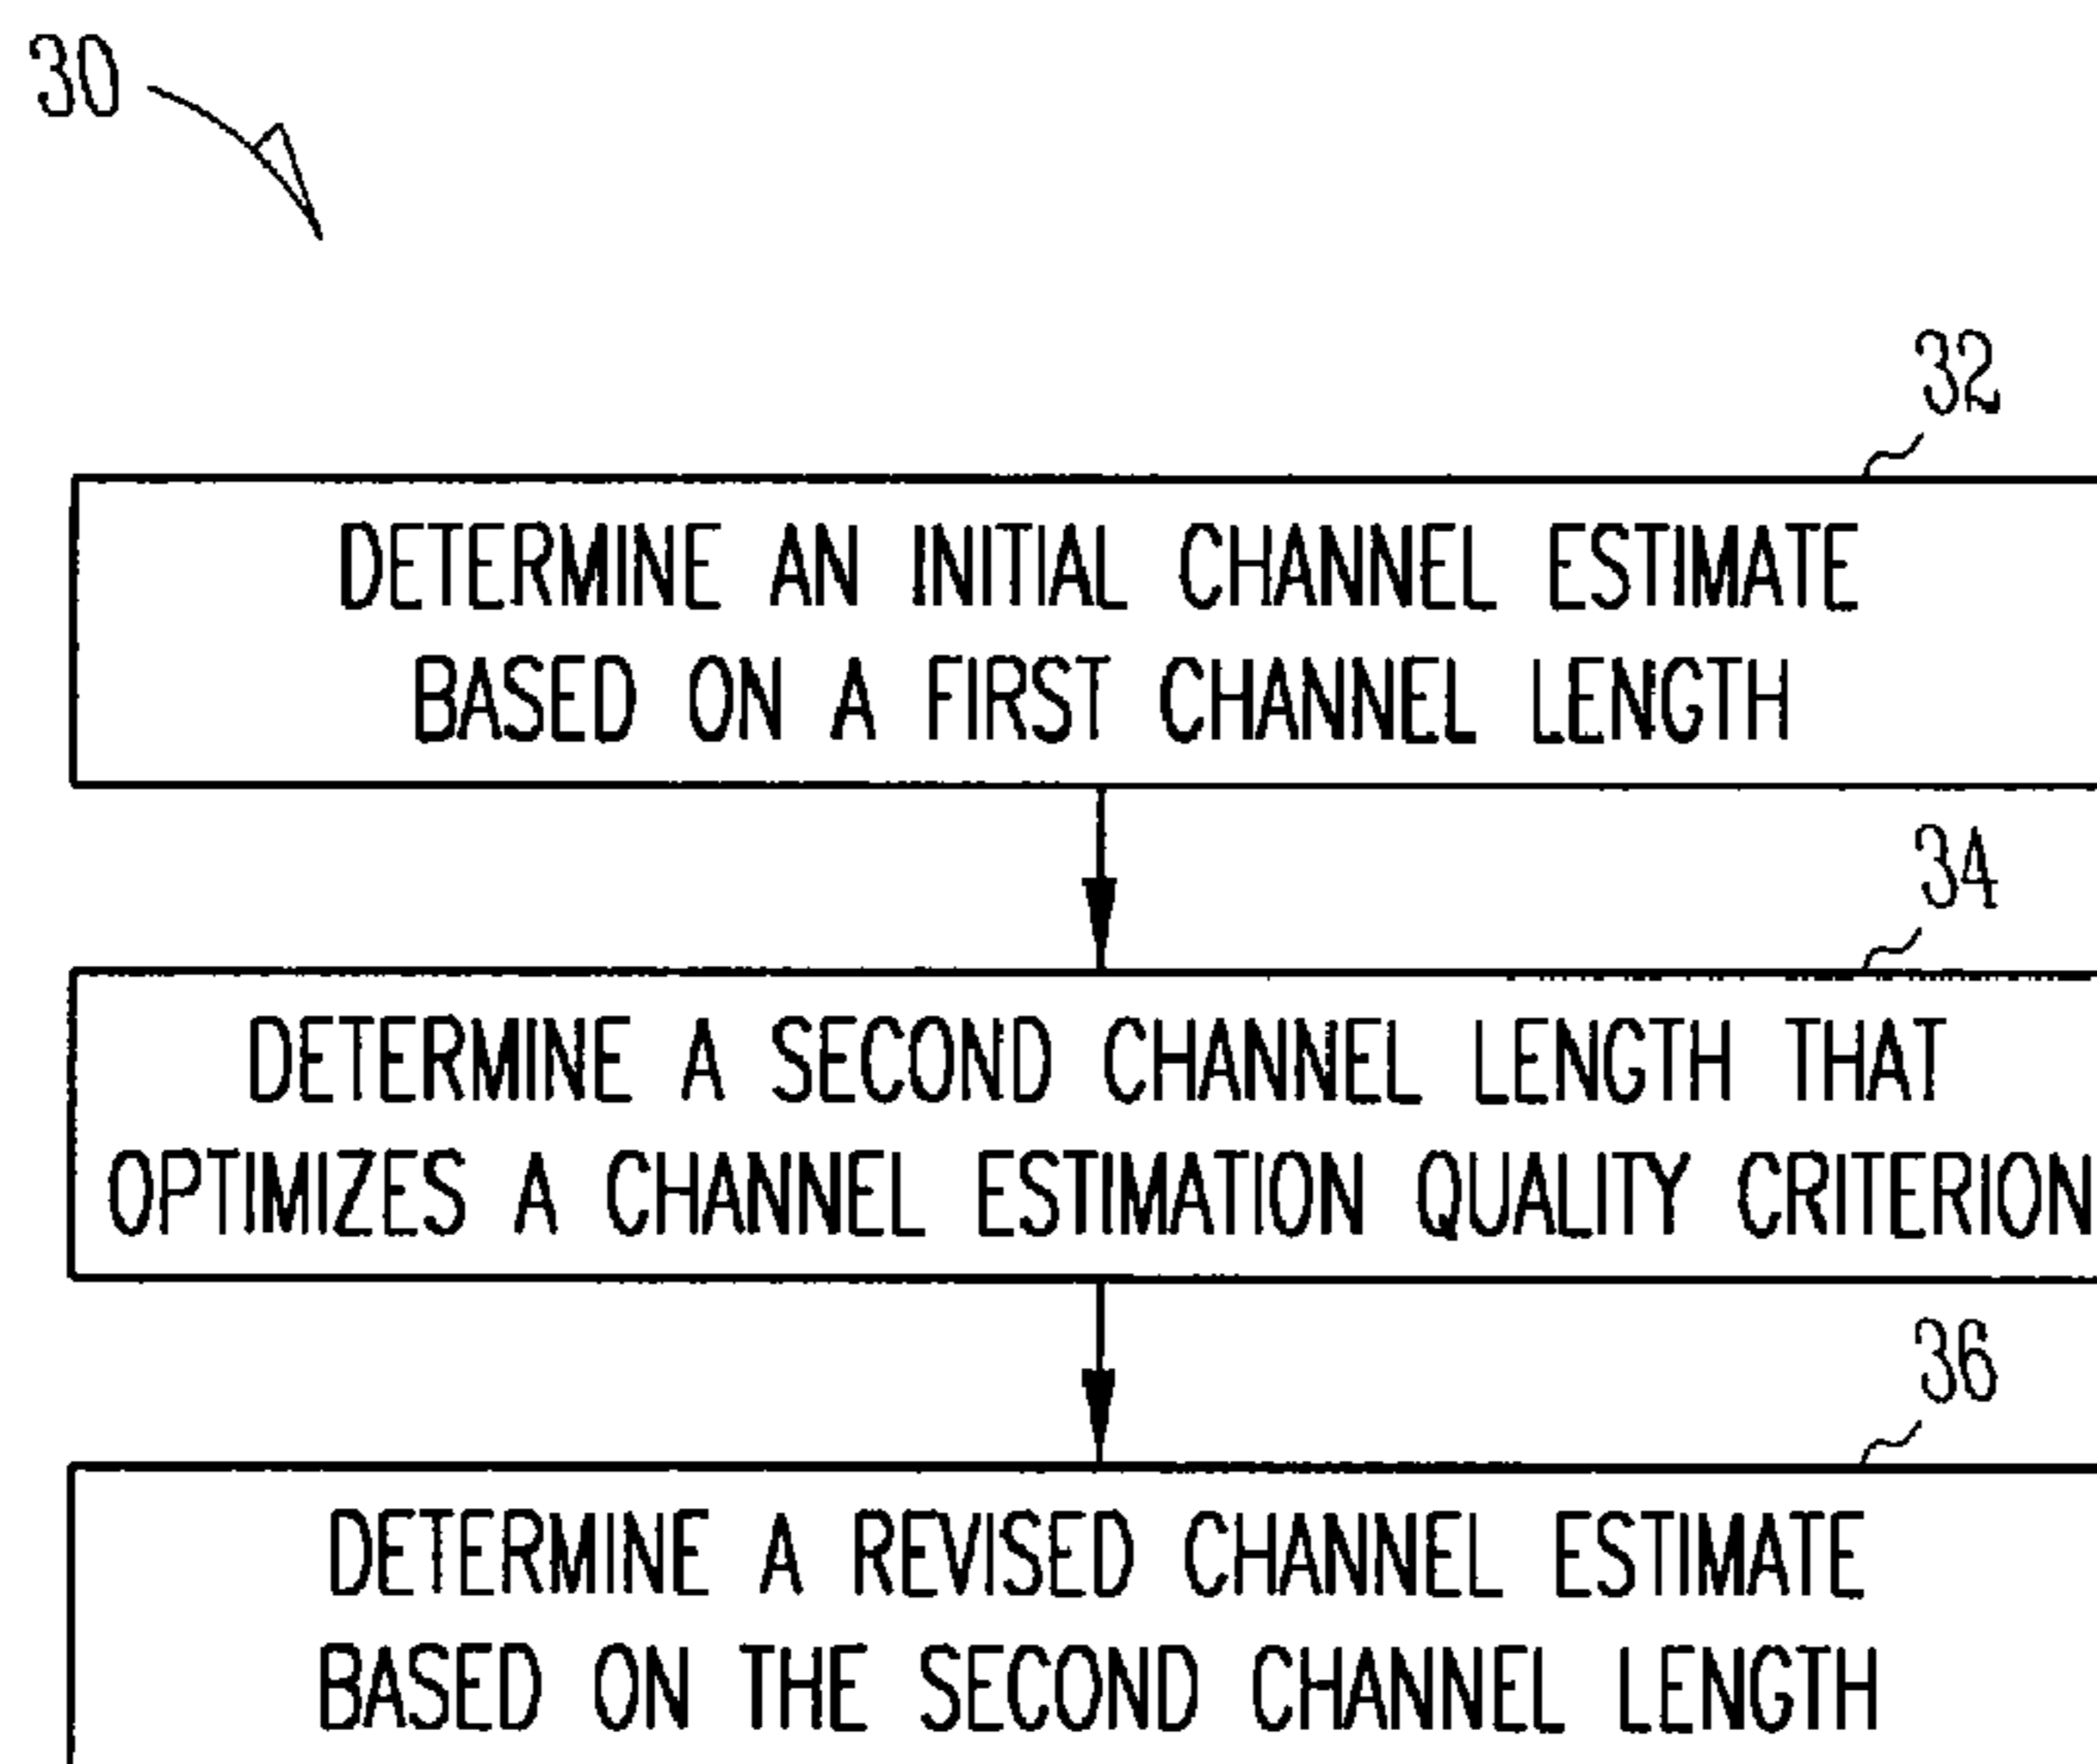 30
32
DETERMINE AN INITIAL CHANNEL ESTIMATE
BASED ON A FIRST CHANNEL LENGTH
34
DETERMINE A SECOND CHANNEL LENGTH THAT
OPTIMIZES A CHANNEL ESTIMATION QUALITY CRITERION
36
DETERMINE A REVISED CHANNEL ESTIMATE
BASED ON THE SECOND CHANNEL LENGTH